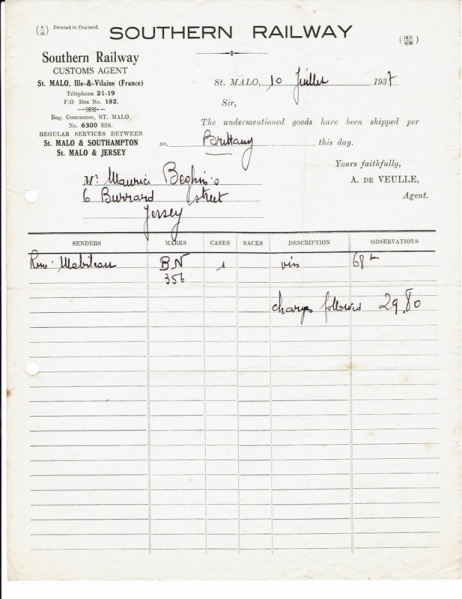 Printed in England.
SOUTHERN RAILWAY
Southern Railway
CUSTOMS AGENT
St. MALO, Ille-&-Vilaine (France)
Téléphone 21-19
P.O Box No. 182.
Reg. Commerce, ST. MALO
No. 6300 BIS.
REGULAR SERVICES BETWEEN
St. MALO & SOUTHAMPTON
St. MALO & JERSEY
St. MALO, 10 Juillet 1937
Sir,
The undermentioned goods have been shipped per
ss. Brittany this day.
Yours faithfully,
A. DE VEULLE,
Agent.
Mr Maurice Beghin's
6 Burrard Street
Jersey
SENDERS MARKS CASES SACKS DESCRIPTION OBSERVATIONS
Mabileau BN 1 vin 68 k
356
charges follows 29.80